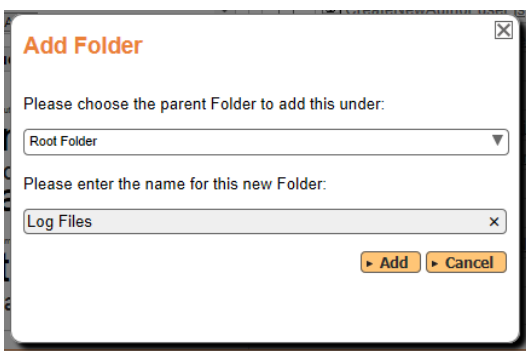 Add Folder
Please choose the parent Folder to add this under:
Root Folder
Please enter the name for this new Folder:
Log Files
Add
Cancel